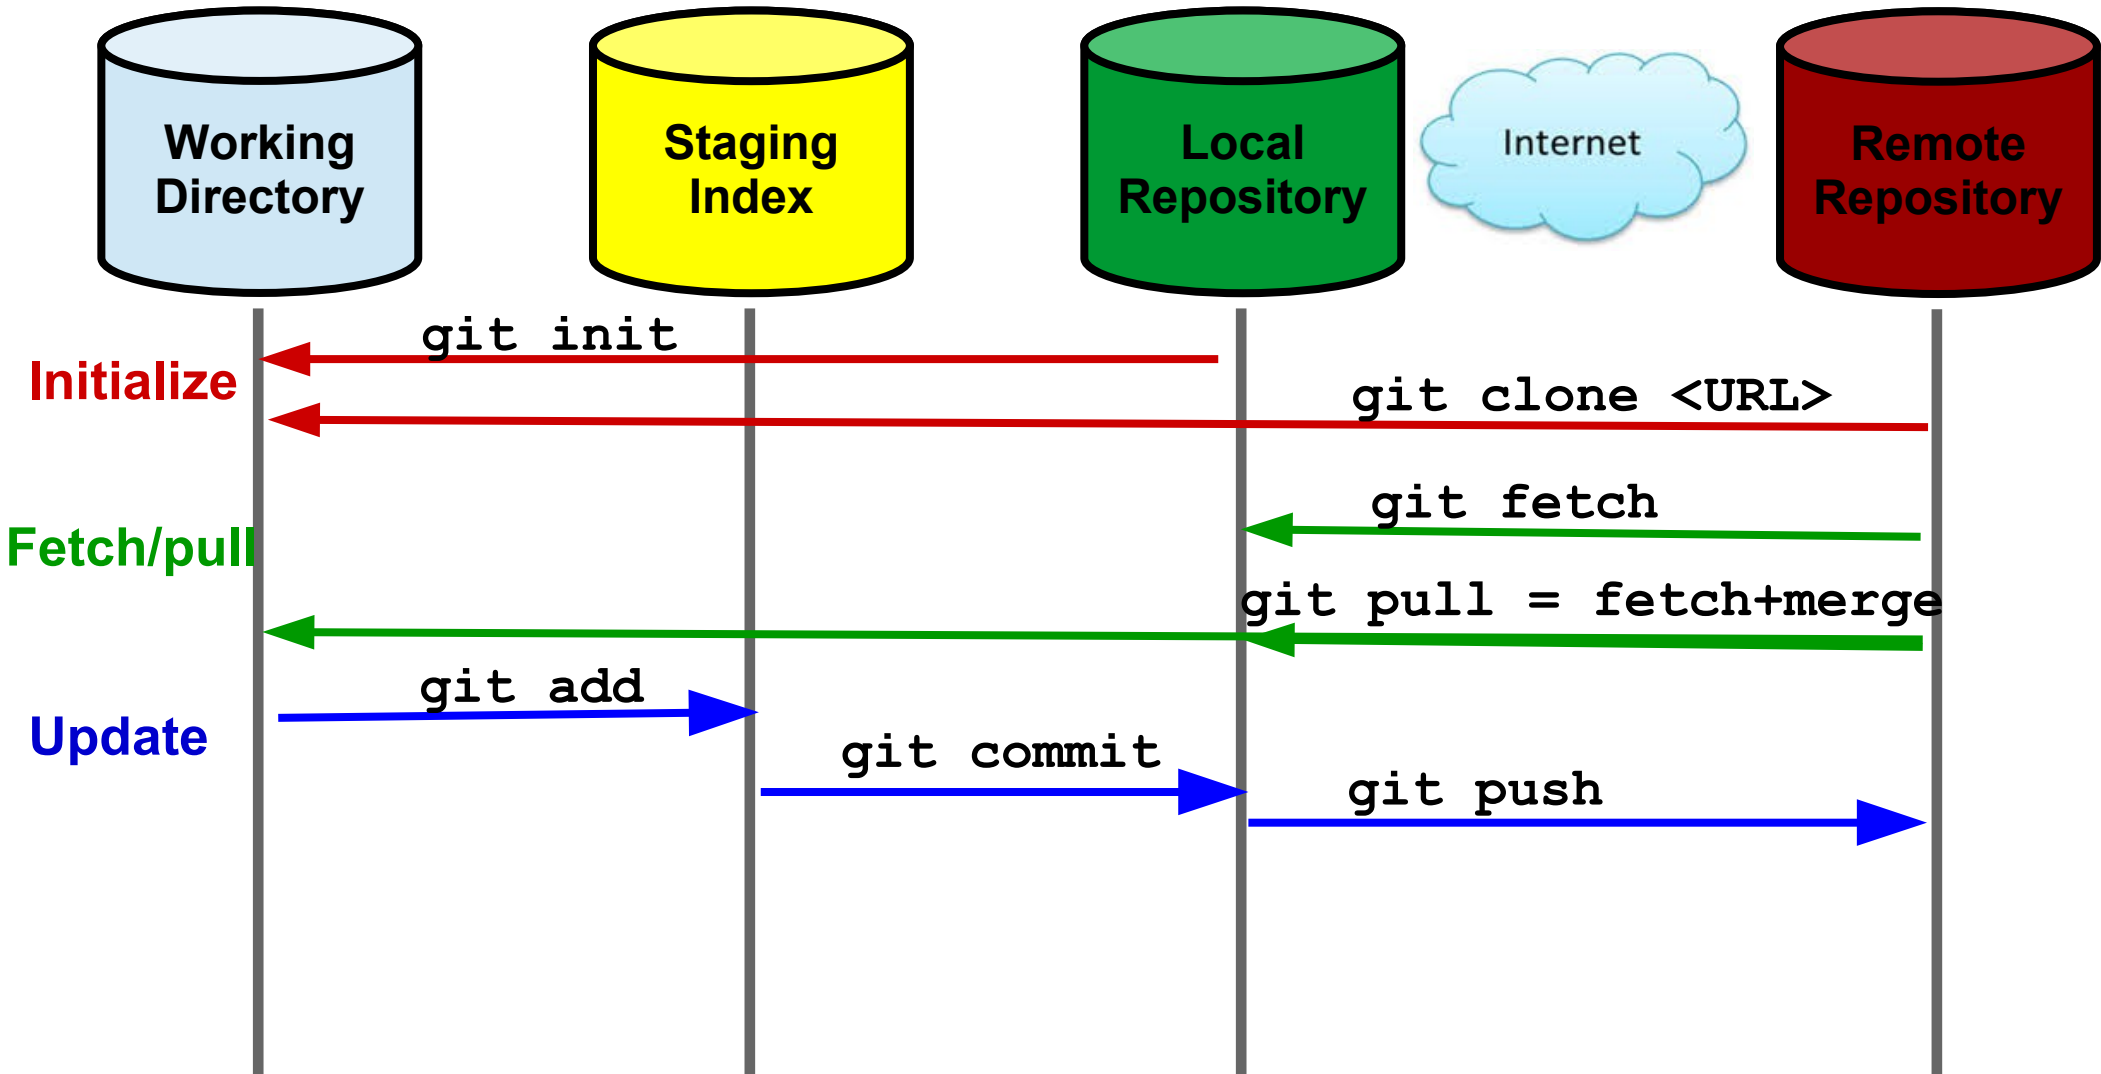 Working
Directory
Staging
Index
Local
Repository
Internet
Remote
Repository
git init
Initialize
git clone <URL>
git fetch
Fetch/pull
git pull = fetch+merge
git add
Update
git commit
git push